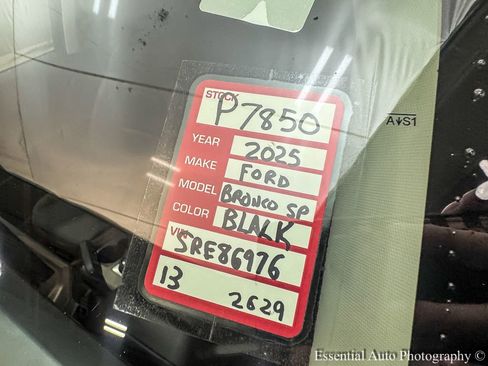 STOCK P7850
YEAR 2025
MAKE FORD
MODEL BRONCO SP
COLOR BLACK
VIN SRE86976
13 2629
A↓S1
Essential Auto Photography ©